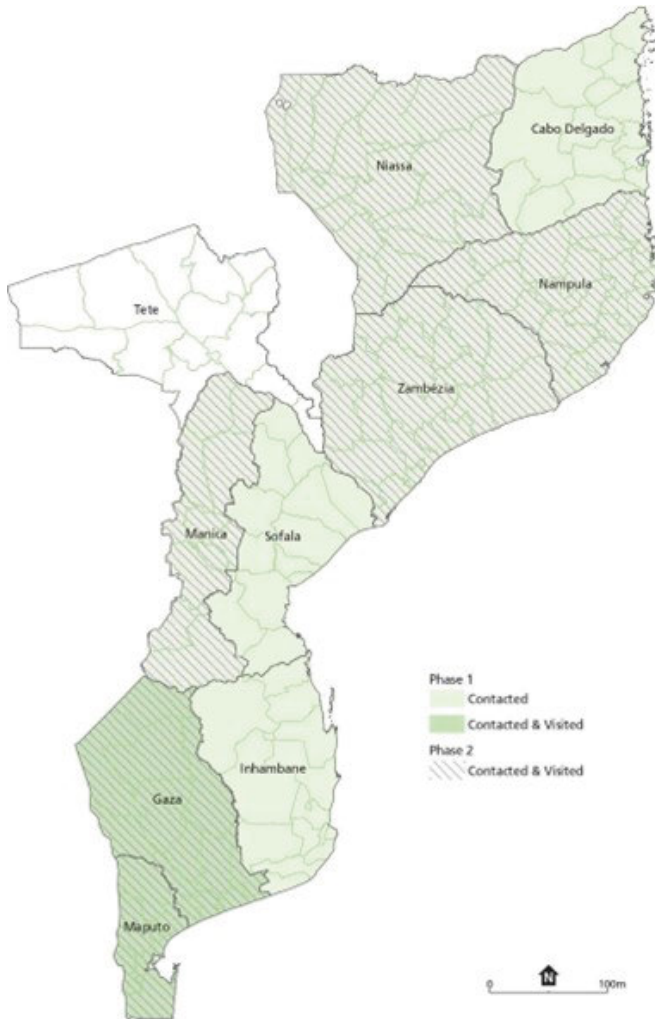 Cabo Delgado
Niassa
Nampula
Tete
Zambézia
Manica
Sofala
Phase 1
Contacted
Contacted & Visited
Phase 2
Contacted & Visited
Inhambane
Gaza
Maputo
N
0 100m